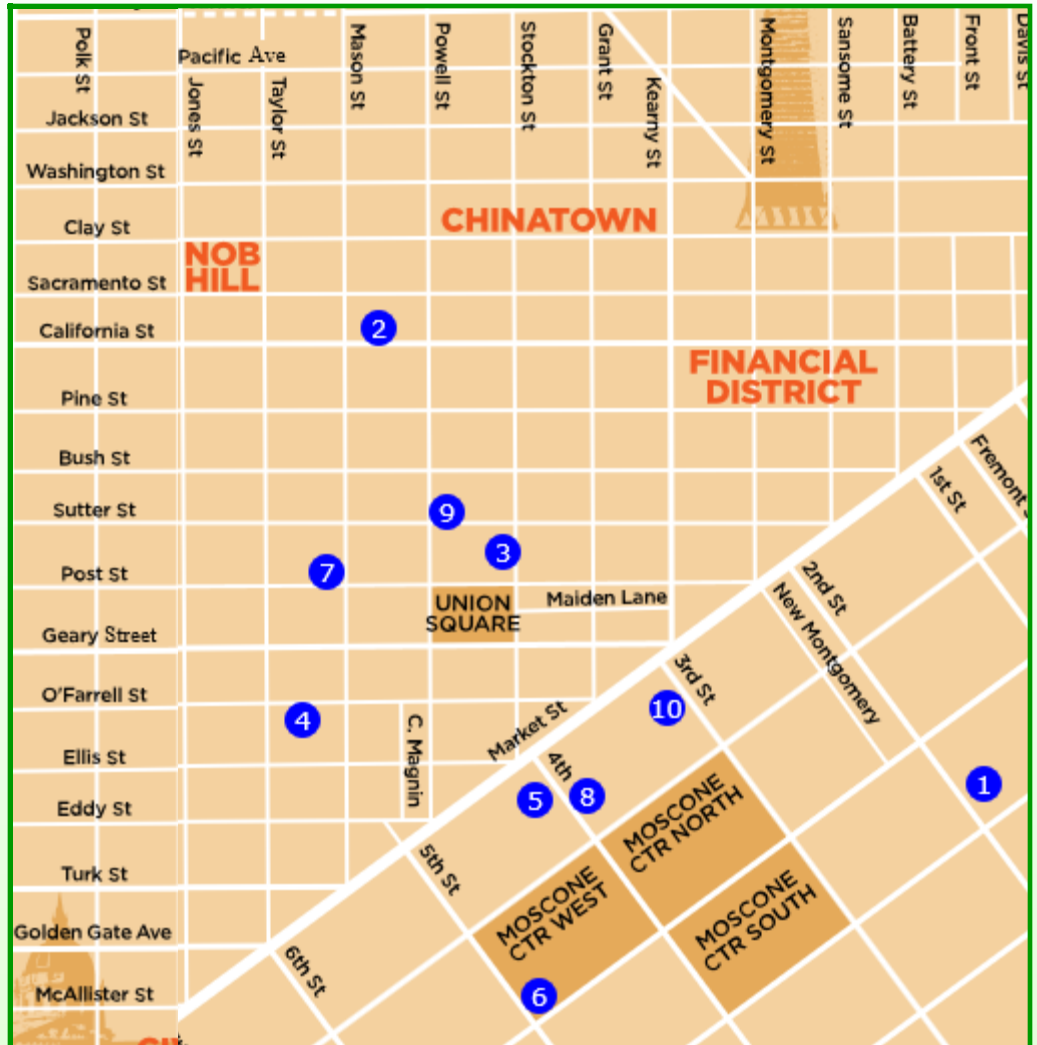 Polk St
Pacific Ave
Jones St
Taylor St
Mason St
Powell St
Stockton St
Grant St
Kearny St
Montgomery St
Sansome St
Battery St
Front St
Davis St
Jackson St
Washington St
Clay St
CHINATOWN
NOB
HILL
Sacramento St
California St
2
FINANCIAL
DISTRICT
Pine St
Bush St
Fremont
1st St
Sutter St
9
3
Post St
7
2nd St
New Montgomery
UNION
SQUARE
Maiden Lane
Geary Street
O'Farrell St
3rd St
10
4
C. Magnin
Market St
4th
Ellis St
5
8
1
Eddy St
MOSCONE
CTR NORTH
Turk St
5th St
MOSCONE
CTR WEST
MOSCONE
CTR SOUTH
Golden Gate Ave
6th St
McAllister St
6